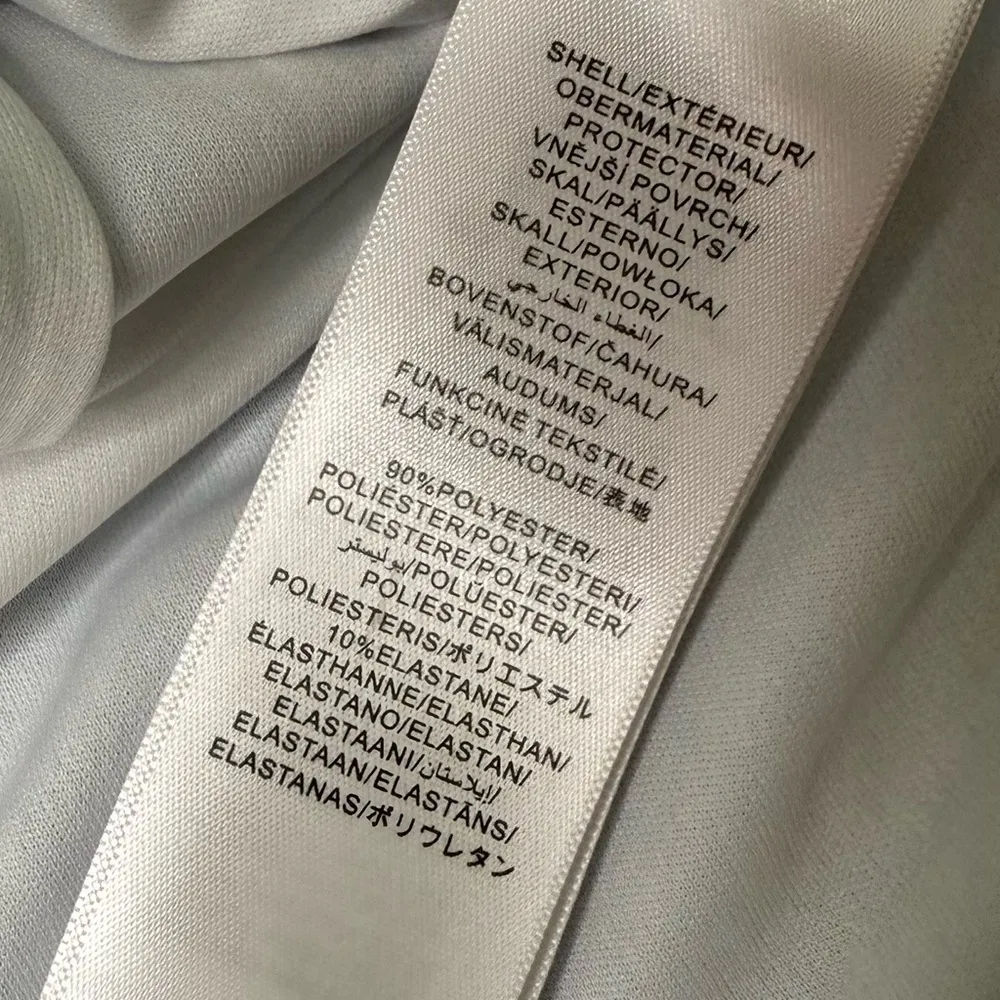 SHELL/EXTÉRIEUR/
OBERMATERIAL/
PROTECTOR/
VNĚJŠÍ POVRCH/
SKAL/PÄÄLLYS/
ESTERNO/
SKALL/POWŁOKA/
EXTERIOR/
الغطاء الخارجي/
BOVENSTOF/ČAHURA/
VÄLISMATERJAL/
AUDUMS/
FUNKCINĖ TEKSTILĖ/
PLÁŠŤ/OGRODJE/表地
90%POLYESTER/
POLIÉSTER/POLYESTERI/
POLIESTERE/POLIESTER/
بوليستر/POLÜESTER/
POLIESTERS/
POLIESTERIS/ポリエステル
10%ELASTANE/
ÉLASTHANNE/ELASTHAN/
ELASTANO/ELASTAN/
ELASTAANI/إيلاستان/
ELASTAAN/ELASTĀNS/
ELASTANAS/ポリウレタン